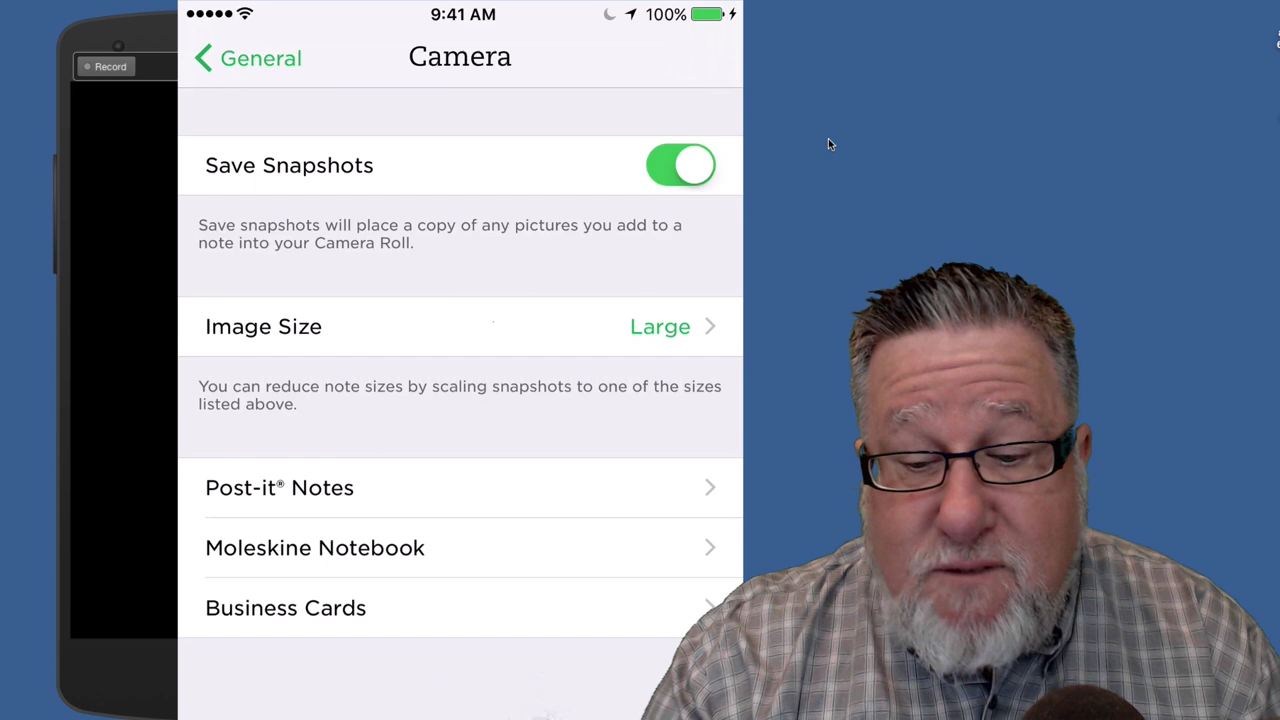 9:41 AM
100%
Record
General
Camera
Save Snapshots
Save snapshots will place a copy of any pictures you add to a
note into your Camera Roll.
Image Size
Large
You can reduce note sizes by scaling snapshots to one of the sizes
listed above.
Post-it® Notes
Moleskine Notebook
Business Cards